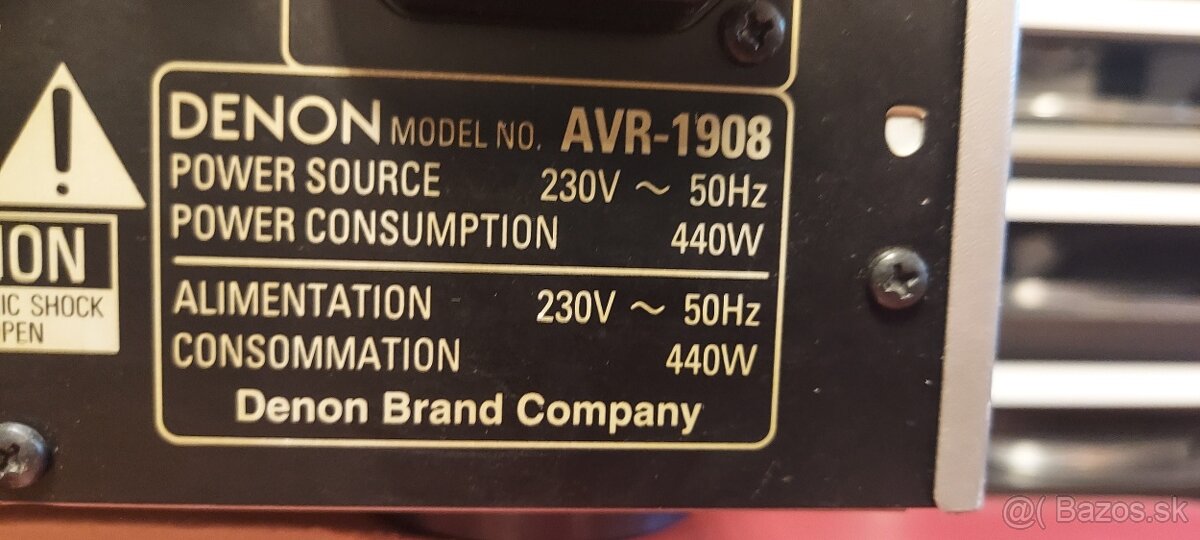 DENON MODEL NO. AVR-1908
POWER SOURCE 230V ~ 50Hz
POWER CONSUMPTION 440W
ALIMENTATION 230V ~ 50Hz
CONSOMMATION 440W
Denon Brand Company
ION
IC SHOCK
PEN
@( Bazos.sk